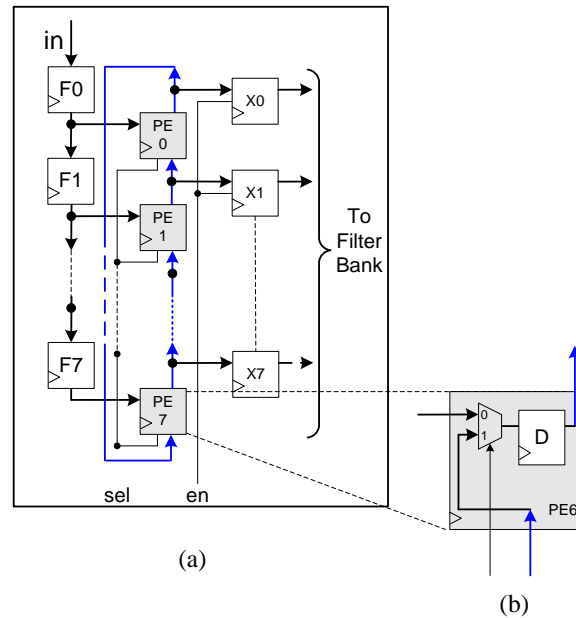 in
F0
PE
0
X0
F1
PE
1
X1
To
Filter
Bank
F7
PE
7
X7
sel
en
0
1
D
PE6
(a)
(b)